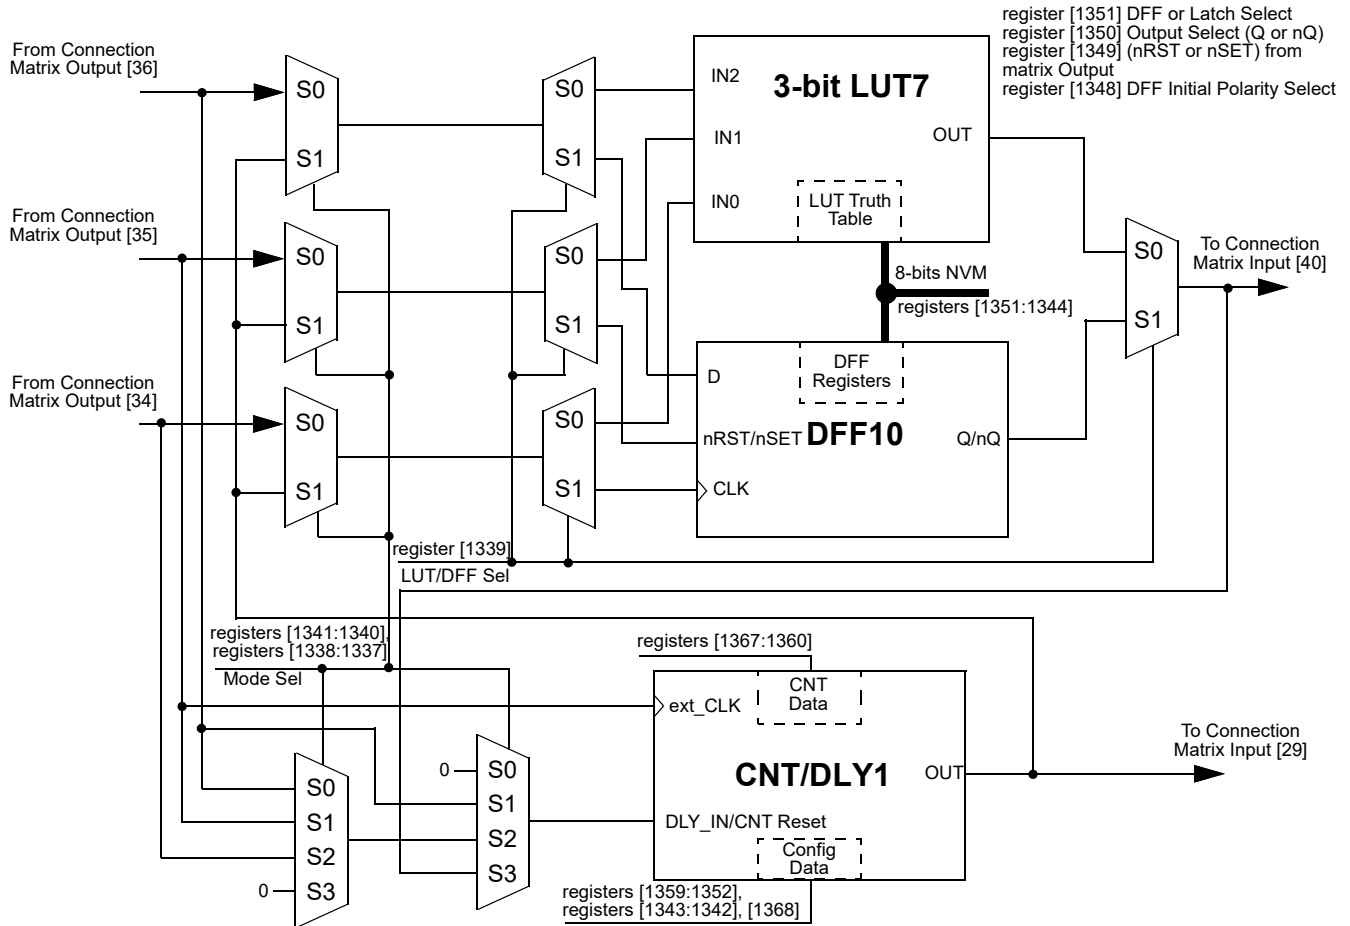 register [1351] DFF or Latch Select
register [1350] Output Select (Q or nQ)
register [1349] (nRST or nSET) from
matrix Output
register [1348] DFF Initial Polarity Select
From Connection
Matrix Output [36]
S0
S1
S0
S1
IN2
IN1
IN0
3-bit LUT7
OUT
LUT Truth
Table
From Connection
Matrix Output [35]
S0
S1
S0
S1
8-bits NVM
registers [1351:1344]
S0
S1
To Connection
Matrix Input [40]
From Connection
Matrix Output [34]
S0
S1
S0
S1
D
nRST/nSET
CLK
DFF
Registers
DFF10
Q/nQ
register [1339]
LUT/DFF Sel
registers [1341:1340],
registers [1338:1337]
Mode Sel
registers [1367:1360]
CNT
Data
ext_CLK
CNT/DLY1
OUT
To Connection
Matrix Input [29]
DLY_IN/CNT Reset
Config
Data
S0
S1
S2
S3
0
0
S0
S1
S2
S3
registers [1359:1352],
registers [1343:1342], [1368]